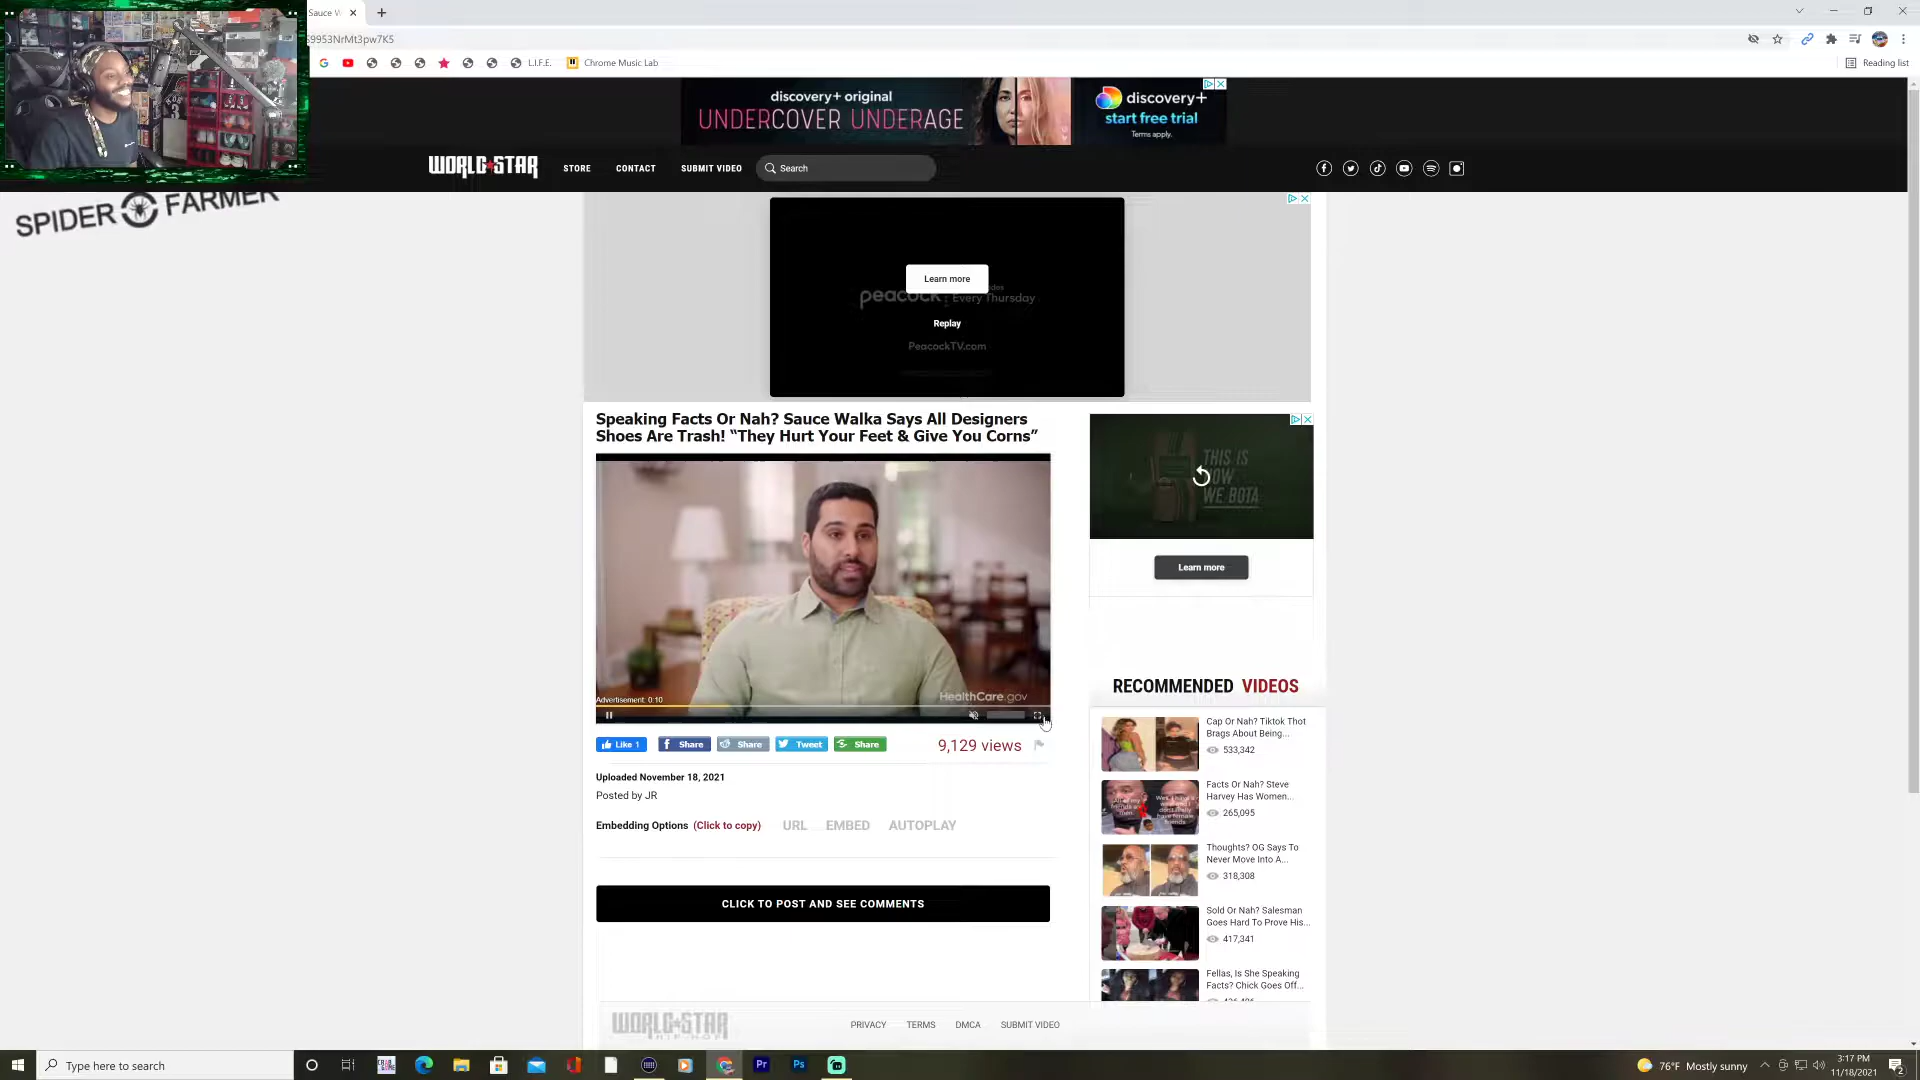 Sauce W
S9953NrMt3pw7K5
L.I.F.E.
Chrome Music Lab
Reading list
discovery+ original
UNDERCOVER UNDERAGE
discovery+
start free trial
Terms apply.
WORLDSTAR
STORE
CONTACT
SUBMIT VIDEO
Search
SPIDER FARMER
Learn more
peacock
Every Thursday
Replay
PeacockTV.com
Speaking Facts Or Nah? Sauce Walka Says All Designers
Shoes Are Trash! “They Hurt Your Feet & Give You Corns”
THIS IS
HOW
WE BOTA
Learn more
HealthCare.gov
Advertisement: 0:10
Like 1
Share
Share
Tweet
Share
9,129 views
Uploaded November 18, 2021
Posted by JR
Embedding Options (Click to copy)
URL
EMBED
AUTOPLAY
CLICK TO POST AND SEE COMMENTS
RECOMMENDED VIDEOS
Cap Or Nah? Tiktok Thot
Brags About Being...
533,342
Facts Or Nah? Steve
Harvey Has Women...
265,095
Thoughts? OG Says To
Never Move Into A...
318,308
Sold Or Nah? Salesman
Goes Hard To Prove His...
417,341
Fellas, Is She Speaking
Facts? Chick Goes Off...
WORLDSTAR
HIP-HOP
PRIVACY
TERMS
DMCA
SUBMIT VIDEO
Type here to search
Pr
Ps
76°F Mostly sunny
3:17 PM
11/18/2021
2